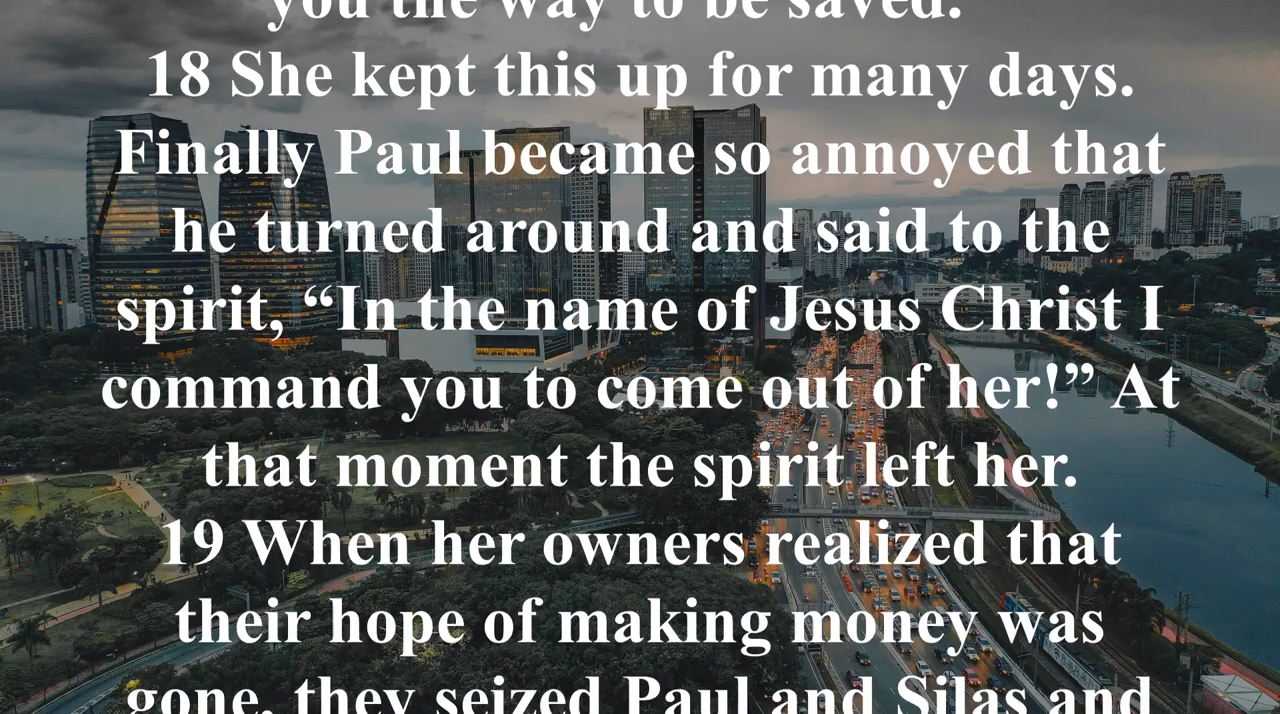 you the way to be saved.
18 She kept this up for many days.
Finally Paul became so annoyed that
he turned around and said to the
spirit, “In the name of Jesus Christ I
command you to come out of her!” At
that moment the spirit left her.
19 When her owners realized that
their hope of making money was
gone, they seized Paul and Silas and